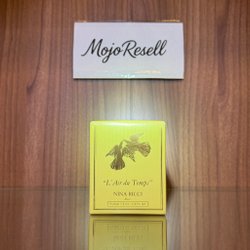 MojoResell
"L'Air du Temps"
NINA RICCI